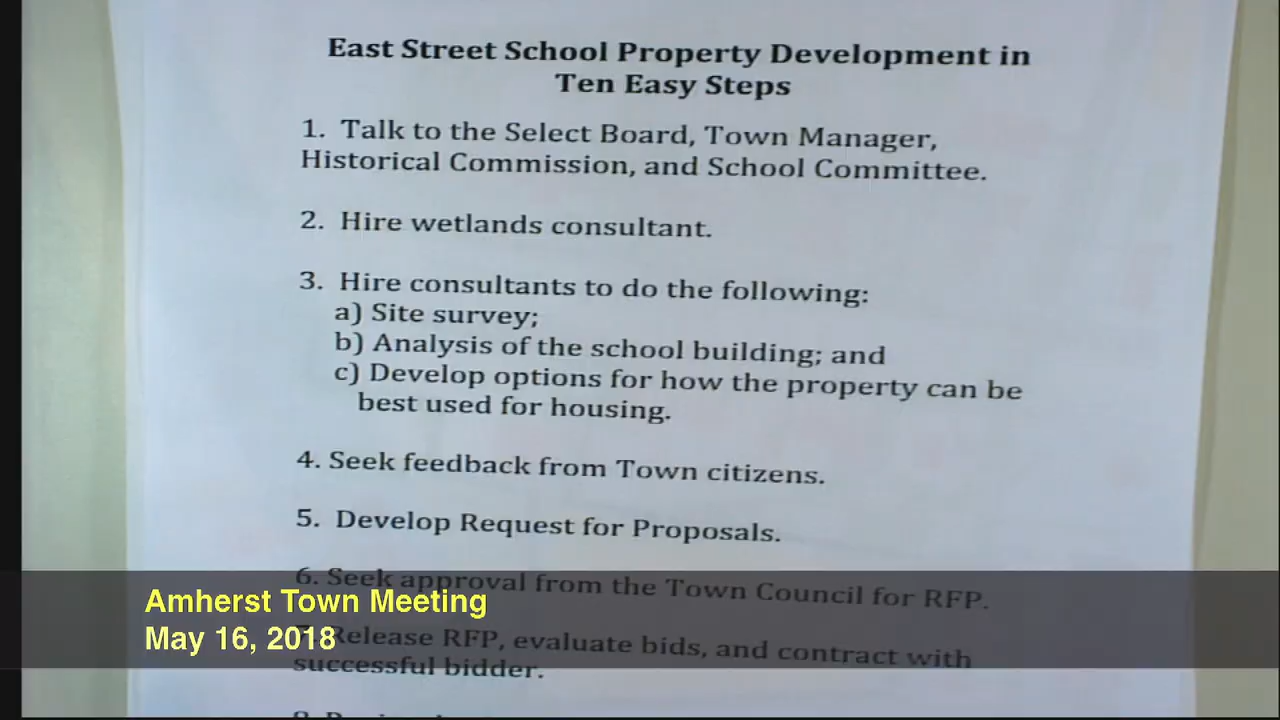 East Street School Property Development in
Ten Easy Steps
1. Talk to the Select Board, Town Manager,
Historical Commission, and School Committee.
2. Hire wetlands consultant.
3. Hire consultants to do the following:
a) Site survey;
b) Analysis of the school building; and
c) Develop options for how the property can be
best used for housing.
4. Seek feedback from Town citizens.
5. Develop Request for Proposals.
6. Seek approval from the Town Council for RFP.
Amherst Town Meeting
May 16, 2018
7. Release RFP, evaluate bids, and contract with
successful bidder.